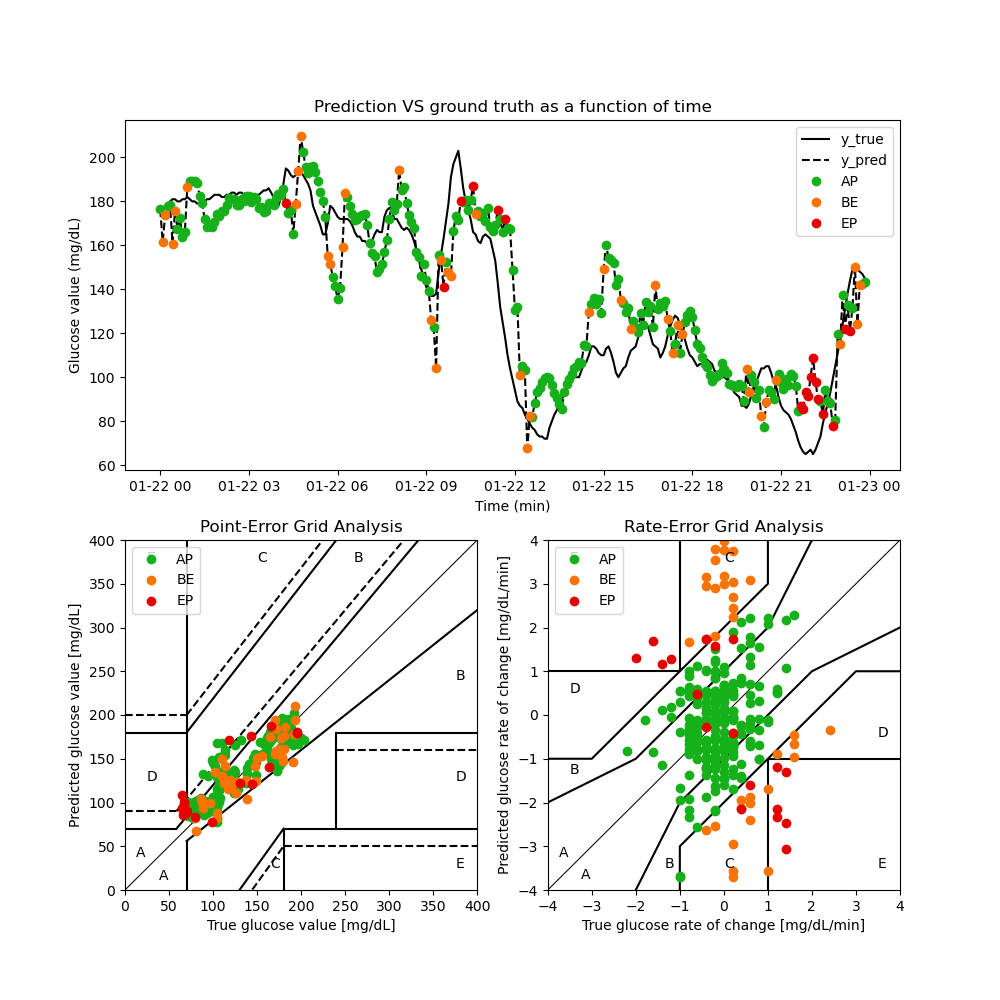 Prediction VS ground truth as a function of time
Glucose value (mg/dL)
200
180
160
140
120
100
80
60
y_true
y_pred
AP
BE
EP
01-22 00 01-22 03 01-22 06 01-22 09 01-22 12 01-22 15 01-22 18 01-22 21 01-23 00
Time (min)
Point-Error Grid Analysis
Predicted glucose value [mg/dL]
400
350
300
250
200
150
100
50
0
AP
BE
EP
C B
B
D D
A
A
C E
0 50 100 150 200 250 300 350 400
True glucose value [mg/dL]
Rate-Error Grid Analysis
Predicted glucose rate of change [mg/dL/min]
4
3
2
1
0
−1
−2
−3
−4
AP
BE
EP
C
D
D
B
A
A
B C E
−4 −3 −2 −1 0 1 2 3 4
True glucose rate of change [mg/dL/min]